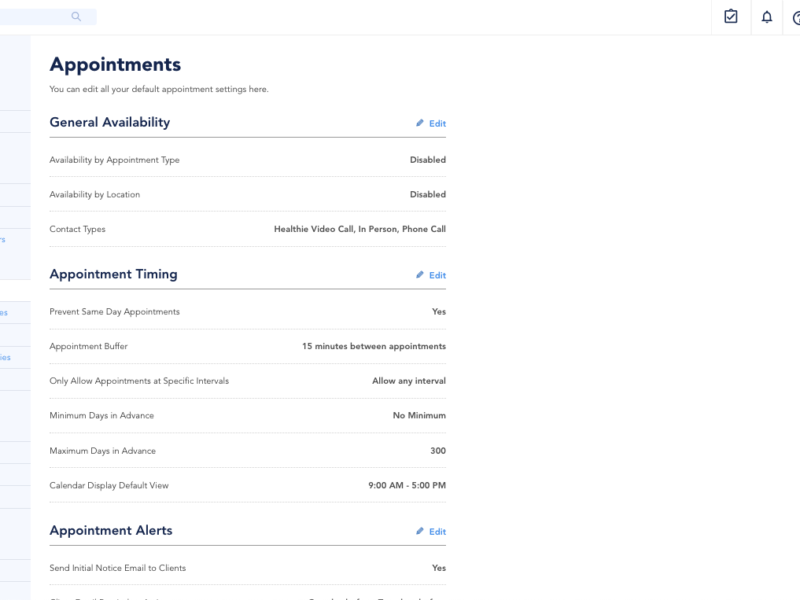 Appointments
You can edit all your default appointment settings here.
General Availability Edit
Availability by Appointment Type Disabled
Availability by Location Disabled
Contact Types Healthie Video Call, In Person, Phone Call
Appointment Timing Edit
Prevent Same Day Appointments Yes
Appointment Buffer 15 minutes between appointments
Only Allow Appointments at Specific Intervals Allow any interval
Minimum Days in Advance No Minimum
Maximum Days in Advance 300
Calendar Display Default View 9:00 AM - 5:00 PM
Appointment Alerts Edit
Send Initial Notice Email to Clients Yes